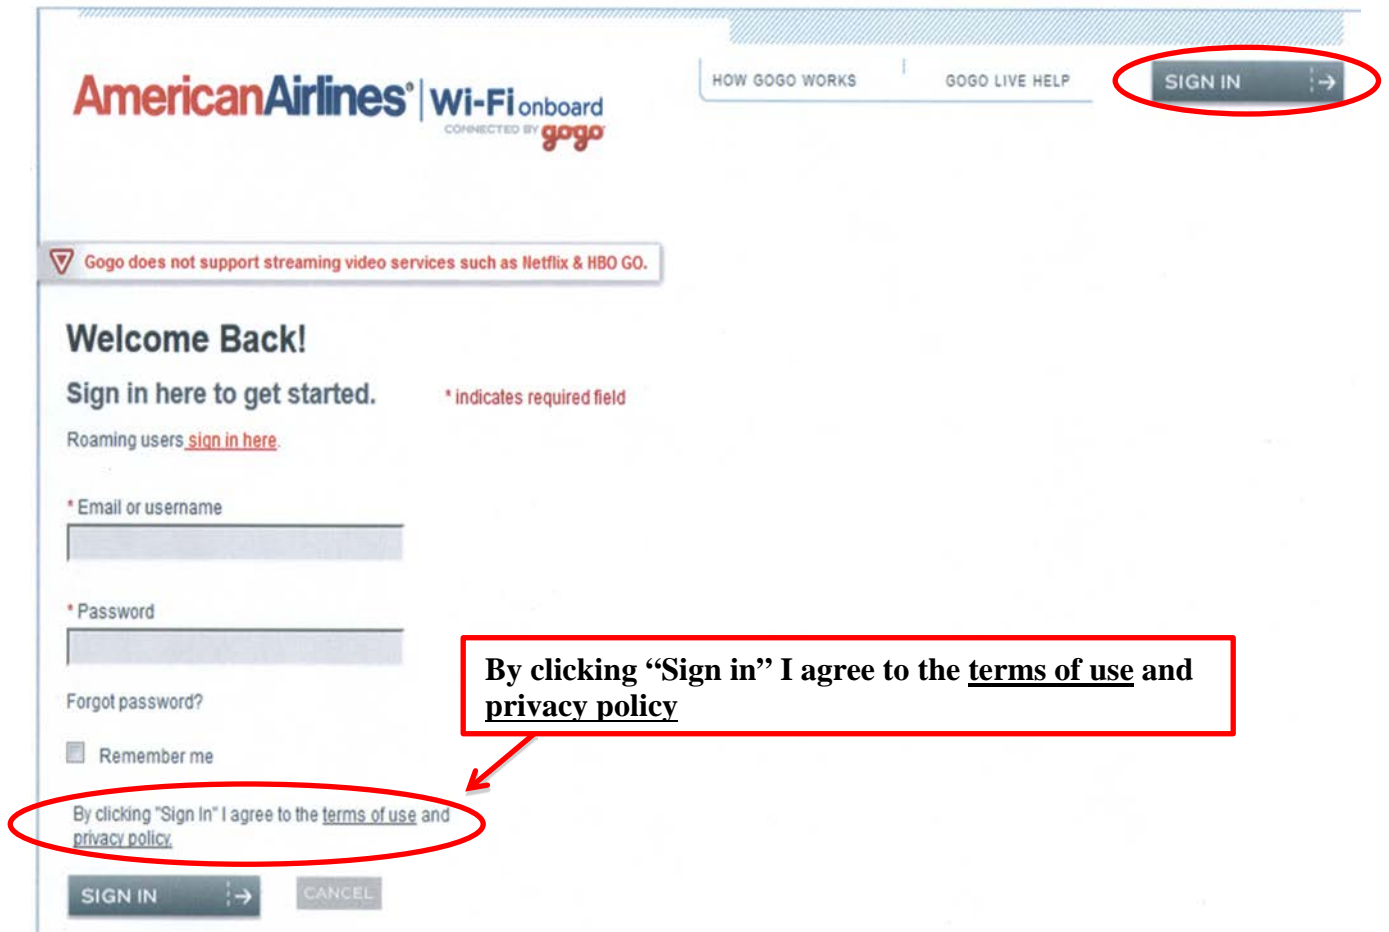 AmericanAirlines® | Wi-Fi onboard
CONNECTED BY gogo
HOW GOGO WORKS
GOGO LIVE HELP
SIGN IN
Gogo does not support streaming video services such as Netflix & HBO GO.
Welcome Back!
Sign in here to get started.
* indicates required field
Roaming users sign in here.
* Email or username
* Password
By clicking “Sign in” I agree to the terms of use and
privacy policy
Forgot password?
Remember me
By clicking "Sign In" I agree to the terms of use and
privacy policy.
SIGN IN
CANCEL